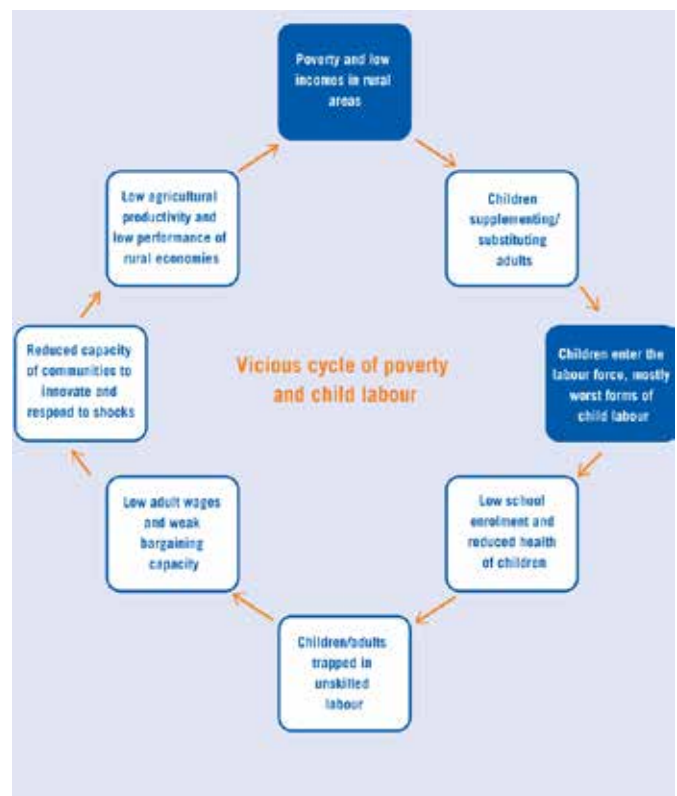 Poverty and low
incomes in rural
areas
Children
supplementing/
substituting
adults
Children enter the
labour force, mostly
worst forms of
child labour
Low school
enrolment and
reduced health
of children
Children/adults
trapped in
unskilled
labour
Low adult wages
and weak
bargaining
capacity
Reduced capacity
of communities to
innovate and
respond to shocks
Low agricultural
productivity and
low performance of
rural economies
Vicious cycle of poverty
and child labour